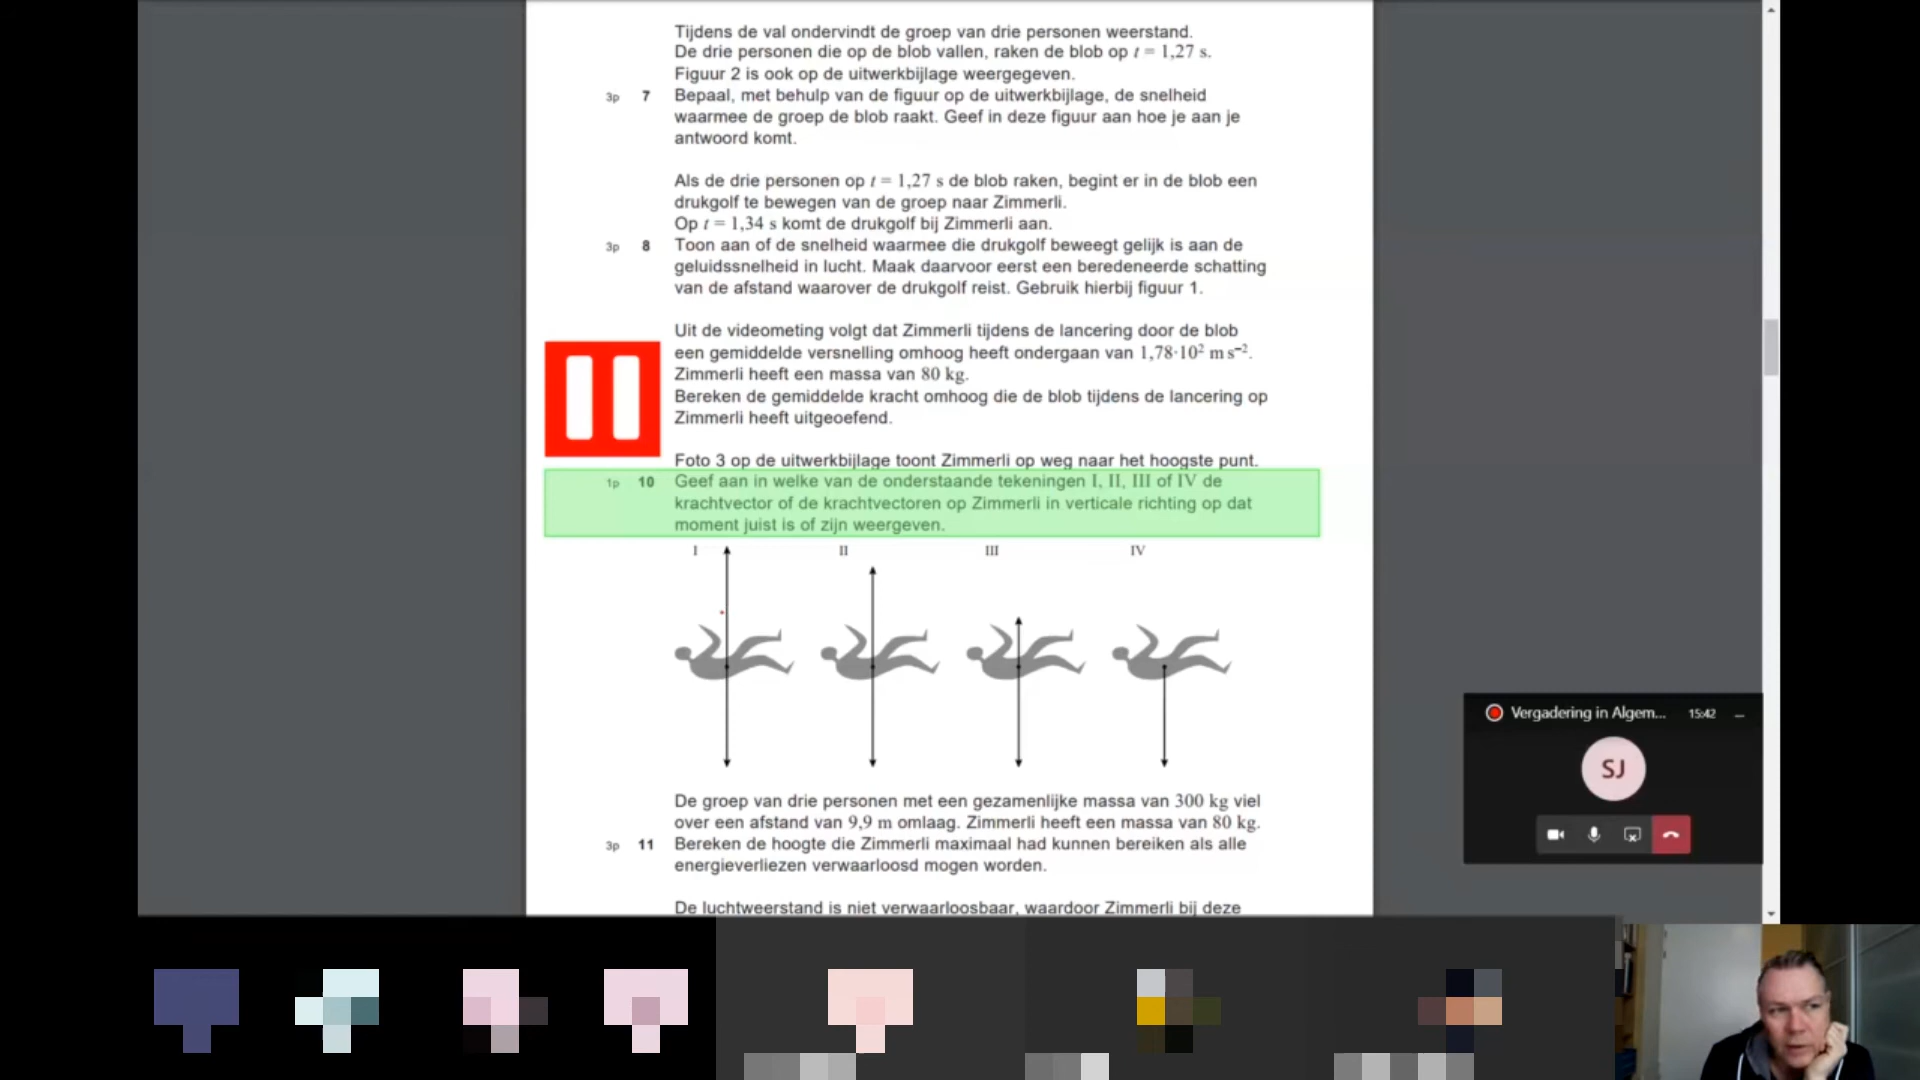 Tijdens de val ondervindt de groep van drie personen weerstand.
De drie personen die op de blob vallen, raken de blob op t = 1,27 s.
Figuur 2 is ook op de uitwerkbijlage weergegeven.
3p 7 Bepaal, met behulp van de figuur op de uitwerkbijlage, de snelheid
waarmee de groep de blob raakt. Geef in deze figuur aan hoe je aan je
antwoord komt.
Als de drie personen op t = 1,27 s de blob raken, begint er in de blob een
drukgolf te bewegen van de groep naar Zimmerli.
Op t = 1,34 s komt de drukgolf bij Zimmerli aan.
3p 8 Toon aan of de snelheid waarmee die drukgolf beweegt gelijk is aan de
geluidssnelheid in lucht. Maak daarvoor eerst een beredeneerde schatting
van de afstand waarover de drukgolf reist. Gebruik hierbij figuur 1.
Uit de videometing volgt dat Zimmerli tijdens de lancering door de blob
een gemiddelde versnelling omhoog heeft ondergaan van 1,78·10² m s⁻².
Zimmerli heeft een massa van 80 kg.
Bereken de gemiddelde kracht omhoog die de blob tijdens de lancering op
Zimmerli heeft uitgeoefend.
Foto 3 op de uitwerkbijlage toont Zimmerli op weg naar het hoogste punt.
1p 10 Geef aan in welke van de onderstaande tekeningen I, II, III of IV de
krachtvector of de krachtvectoren op Zimmerli in verticale richting op dat
moment juist is of zijn weergeven.
I II III IV
De groep van drie personen met een gezamenlijke massa van 300 kg viel
over een afstand van 9,9 m omlaag. Zimmerli heeft een massa van 80 kg.
3p 11 Bereken de hoogte die Zimmerli maximaal had kunnen bereiken als alle
energieverliezen verwaarloosd mogen worden.
De luchtweerstand is niet verwaarloosbaar, waardoor Zimmerli bij deze
Vergadering in Algem... 15:42
SJ